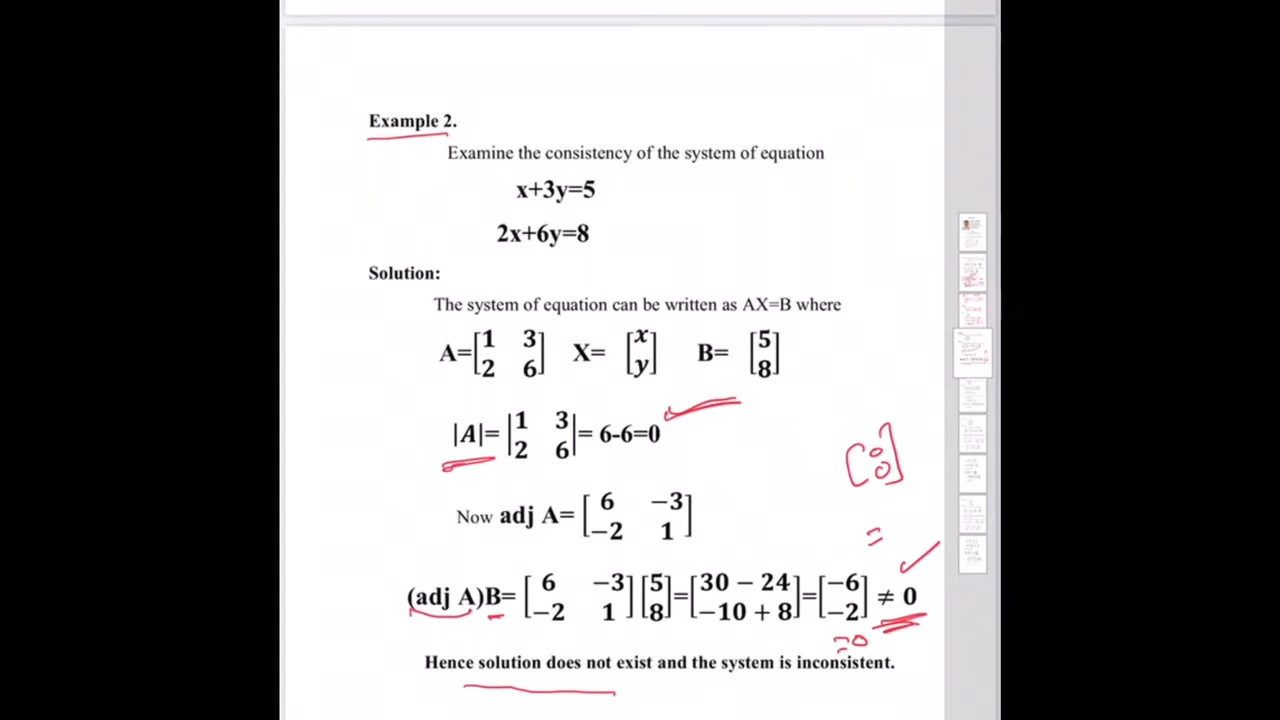 Example 2.
Examine the consistency of the system of equation
x+3y=5
2x+6y=8
Solution:
The system of equation can be written as AX=B where
A=[1 3; 2 6] X= [x; y] B= [5; 8]
|A|= |1 3; 2 6|= 6-6=0
[0; 0]
Now adj A= [6 −3; −2 1]
=
(adj A)B= [6 −3; −2 1][5; 8]=[30 − 24; −10 + 8]=[−6; −2] ≠ 0
=0
Hence solution does not exist and the system is inconsistent.